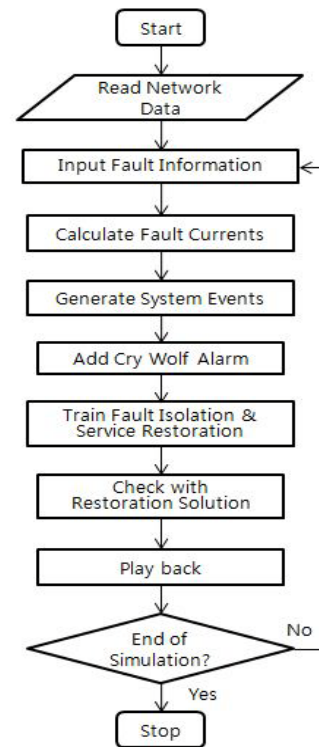 Start
Read Network
Data
Input Fault Information
Calculate Fault Currents
Generate System Events
Add Cry Wolf Alarm
Train Fault Isolation &
Service Restoration
Check with
Restoration Solution
Play back
End of
Simulation?
No
Yes
Stop